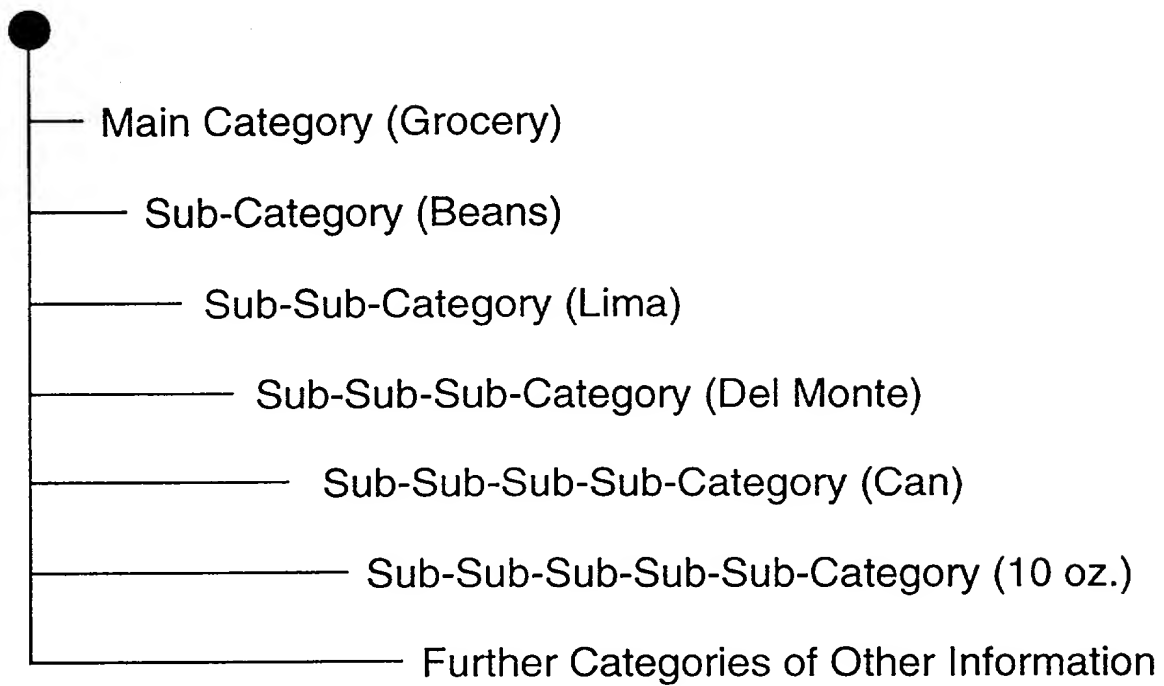 Main Category (Grocery)
Sub-Category (Beans)
Sub-Sub-Category (Lima)
Sub-Sub-Sub-Category (Del Monte)
Sub-Sub-Sub-Sub-Category (Can)
Sub-Sub-Sub-Sub-Sub-Category (10 oz.)
Further Categories of Other Information